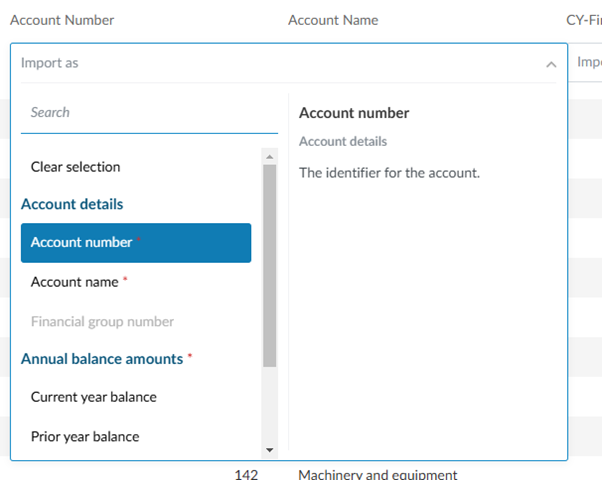 Account Number Account Name CY-Fi
Import as
Impo
Search
Account number
Account details
Clear selection
The identifier for the account.
Account details
Account number *
Account name *
Financial group number
Annual balance amounts *
Current year balance
Prior year balance
142 Machinery and equipment